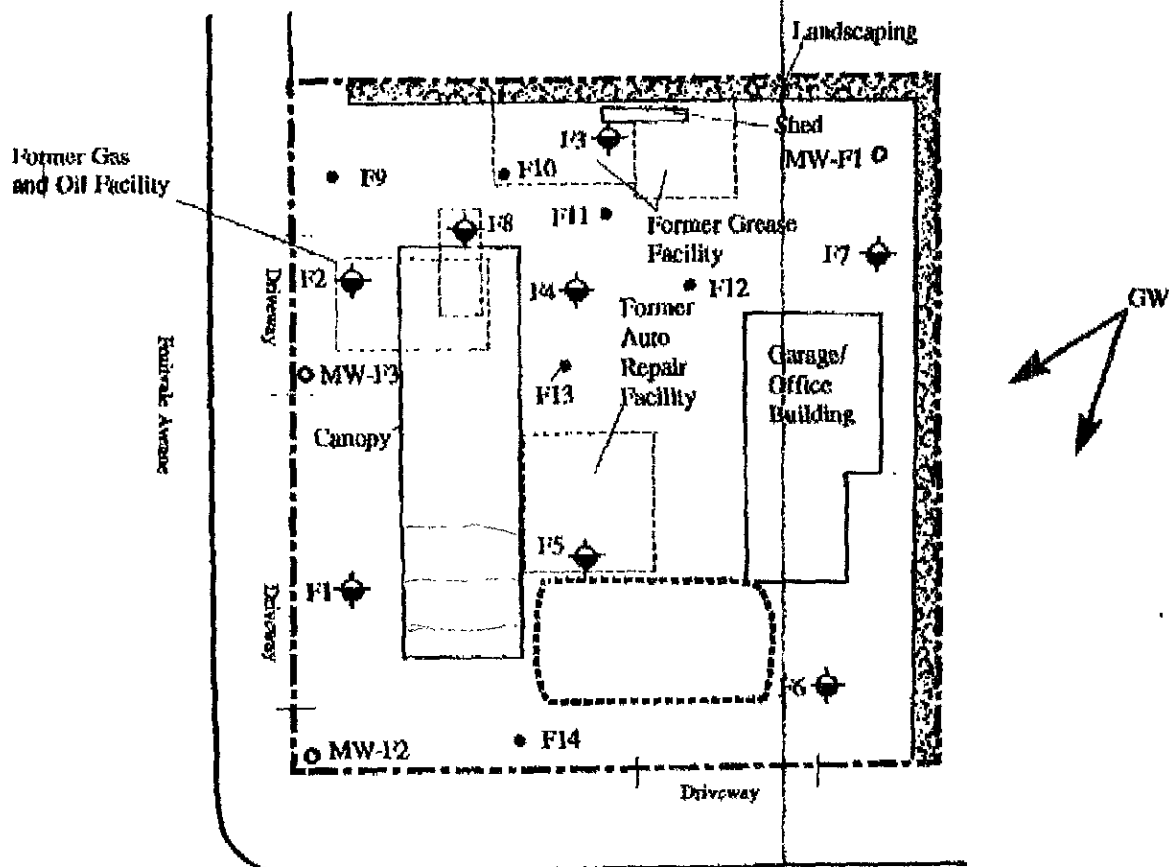 Landscaping
Shed
F3
MW-F1
Former Gas
and Oil Facility
F9
F10
F11
Former Grease
Facility
F8
F7
F2
F4
F12
GW
Driveway
Former
Auto
Repair
Facility
Garage/
Office
Building
MW-F3
F13
Avenue
Canopy
F5
F1
Driveway
F6
MW-F2
F14
Driveway